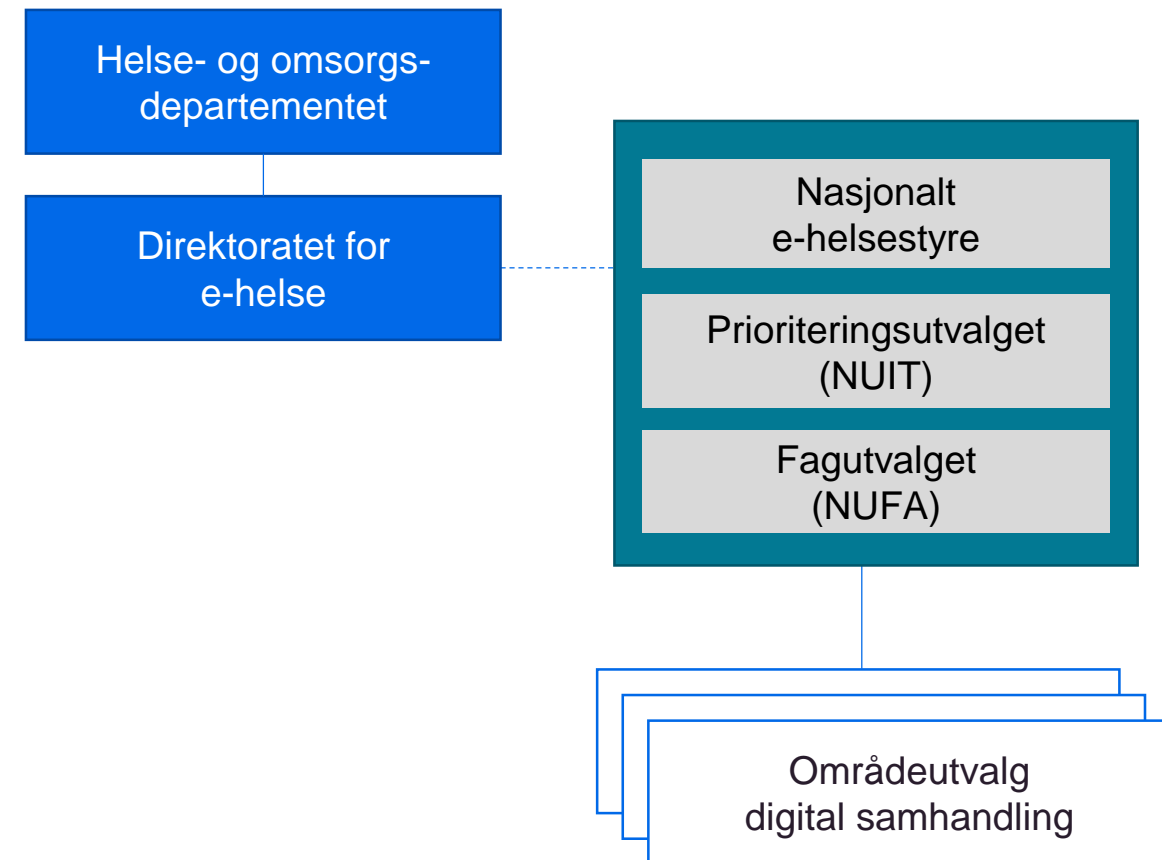 Helse- og omsorgs-
departementet
Direktoratet for
e-helse
Nasjonalt
e-helsestyre
Prioriteringsutvalget
(NUIT)
Fagutvalget
(NUFA)
Områdeutvalg
digital samhandling